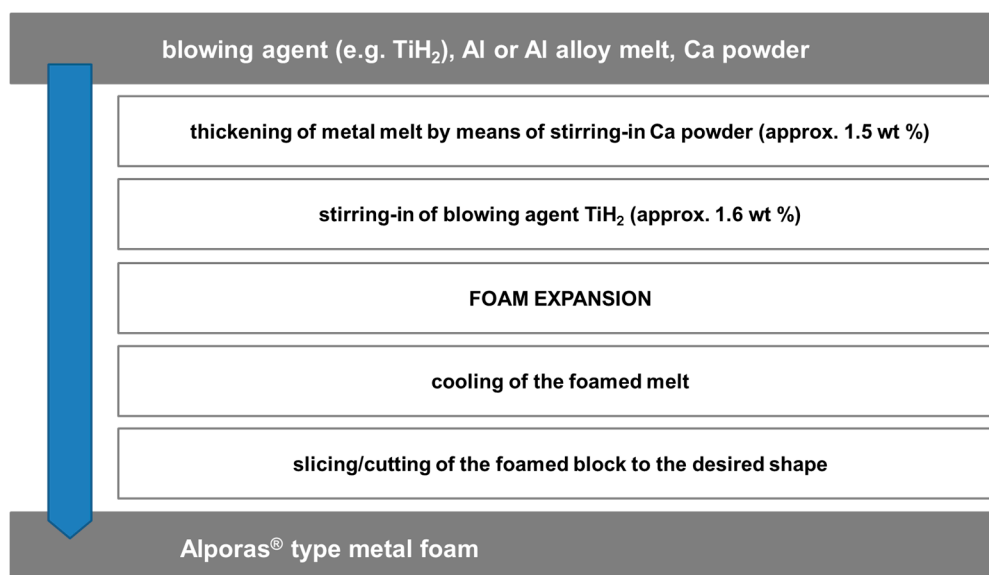 blowing agent (e.g. TiH₂), Al or Al alloy melt, Ca powder
thickening of metal melt by means of stirring-in Ca powder (approx. 1.5 wt %)
stirring-in of blowing agent TiH₂ (approx. 1.6 wt %)
FOAM EXPANSION
cooling of the foamed melt
slicing/cutting of the foamed block to the desired shape
Alporas® type metal foam